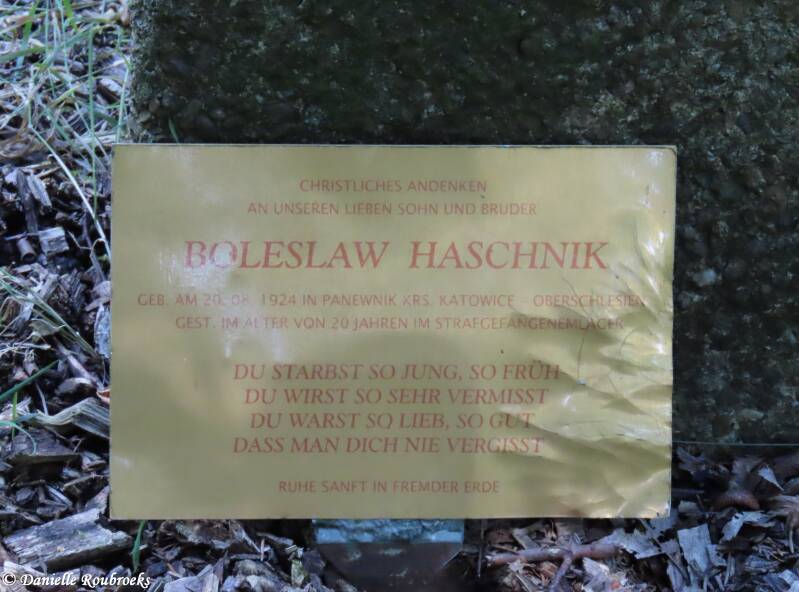 CHRISTLICHES ANDENKEN
AN UNSEREN LIEBEN SOHN UND BRUDER
BOLESLAW HASCHNIK
GEB. AM 20. 08. 1924 IN PANEWNIK KRS. KATOWICE - OBERSCHLESIEN
GEST. IM ALTER VON 20 JAHREN IM STRAFGEFANGENEMLAGER
DU STARBST SO JUNG, SO FRÜH
DU WIRST SO SEHR VERMISST
DU WARST SO LIEB, SO GUT
DASS MAN DICH NIE VERGISST
RUHE SANFT IN FREMDER ERDE
© Danielle Roubroeks